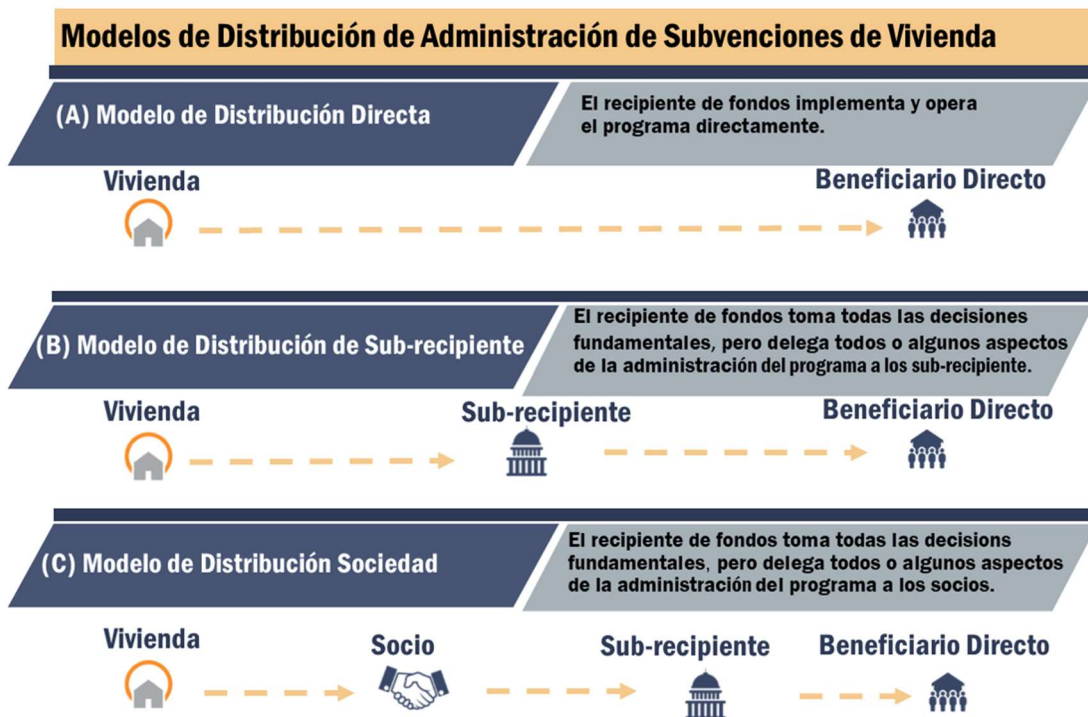 Modelos de Distribución de Administración de Subvenciones de Vivienda
(A) Modelo de Distribución Directa
El recipiente de fondos implementa y opera
el programa directamente.
Vivienda
Beneficiario Directo
(B) Modelo de Distribución de Sub-recipiente
El recipiente de fondos toma todas las decisiones
fundamentales, pero delega todos o algunos aspectos
de la administración del programa a los sub-recipiente.
Vivienda
Sub-recipiente
Beneficiario Directo
(C) Modelo de Distribución Sociedad
El recipiente de fondos toma todas las decisions
fundamentales, pero delega todos o algunos aspectos
de la administración del programa a los socios.
Vivienda
Socio
Sub-recipiente
Beneficiario Directo